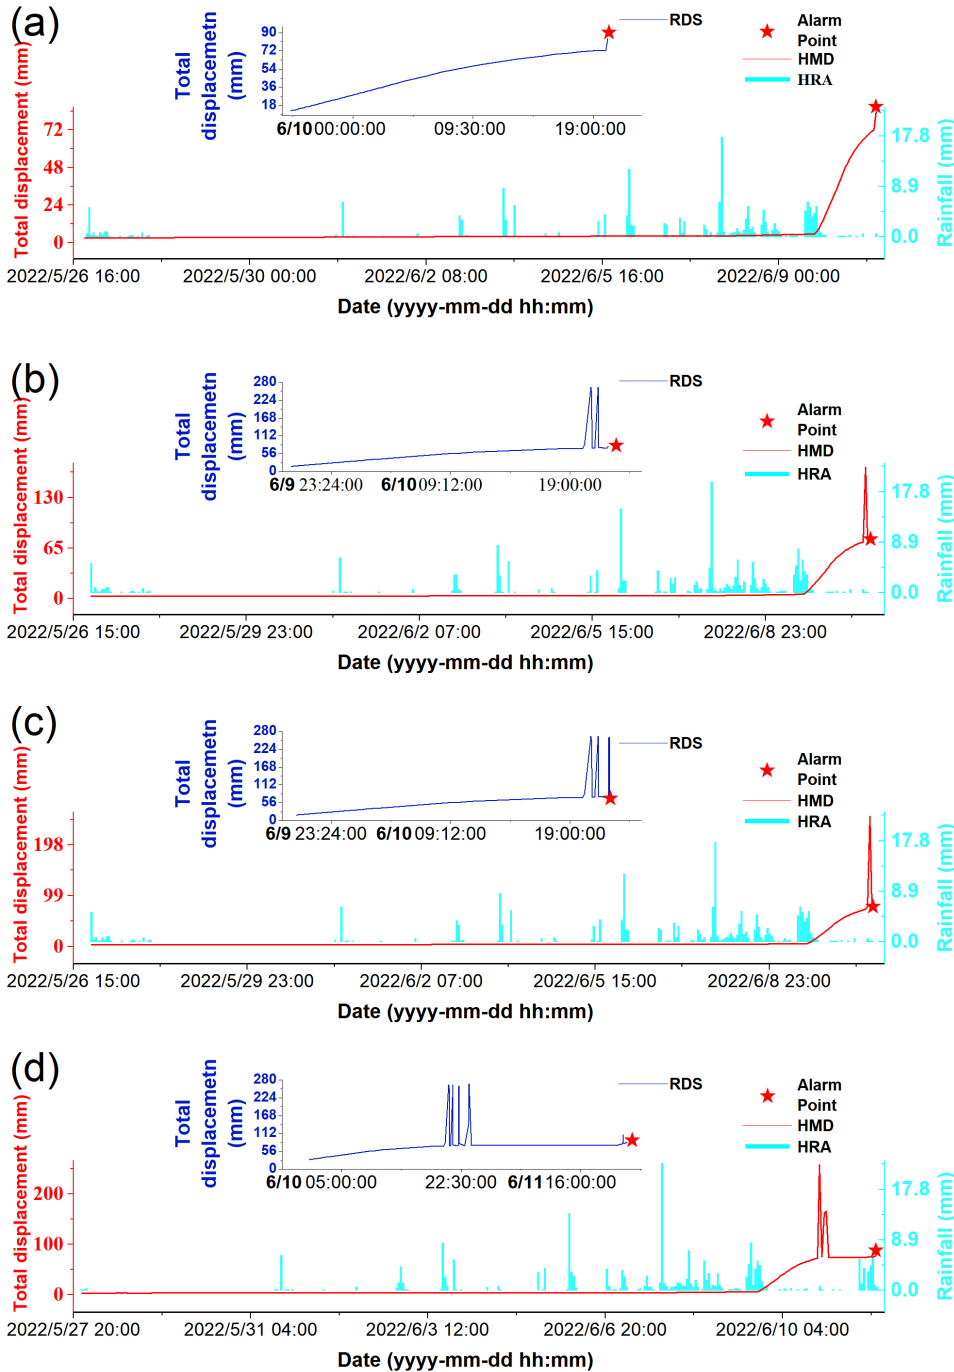 (a)
Total displacement (mm)
72
48
24
0
Total
displacemetn
(mm)
90
72
54
36
18
6/10 00:00:00
09:30:00
19:00:00
RDS
Alarm
Point
HMD
HRA
17.8
8.9
0.0
Rainfall (mm)
2022/5/26 16:00
2022/5/30 00:00
2022/6/2 08:00
2022/6/5 16:00
2022/6/9 00:00
Date (yyyy-mm-dd hh:mm)
(b)
Total displacement (mm)
130
65
0
Total
displacemetn
(mm)
280
224
168
112
56
0
6/9 23:24:00
6/10 09:12:00
19:00:00
RDS
Alarm
Point
HMD
HRA
17.8
8.9
0.0
Rainfall (mm)
2022/5/26 15:00
2022/5/29 23:00
2022/6/2 07:00
2022/6/5 15:00
2022/6/8 23:00
Date (yyyy-mm-dd hh:mm)
(c)
Total displacement (mm)
198
99
0
Total
displacemetn
(mm)
280
224
168
112
56
0
6/9 23:24:00
6/10 09:12:00
19:00:00
RDS
Alarm
Point
HMD
HRA
17.8
8.9
0.0
Rainfall (mm)
2022/5/26 15:00
2022/5/29 23:00
2022/6/2 07:00
2022/6/5 15:00
2022/6/8 23:00
Date (yyyy-mm-dd hh:mm)
(d)
Total displacement (mm)
200
100
0
Total
displacemetn
(mm)
280
224
168
112
56
0
6/10 05:00:00
22:30:00
6/11 16:00:00
RDS
Alarm
Point
HMD
HRA
17.8
8.9
0.0
Rainfall (mm)
2022/5/27 20:00
2022/5/31 04:00
2022/6/3 12:00
2022/6/6 20:00
2022/6/10 04:00
Date (yyyy-mm-dd hh:mm)